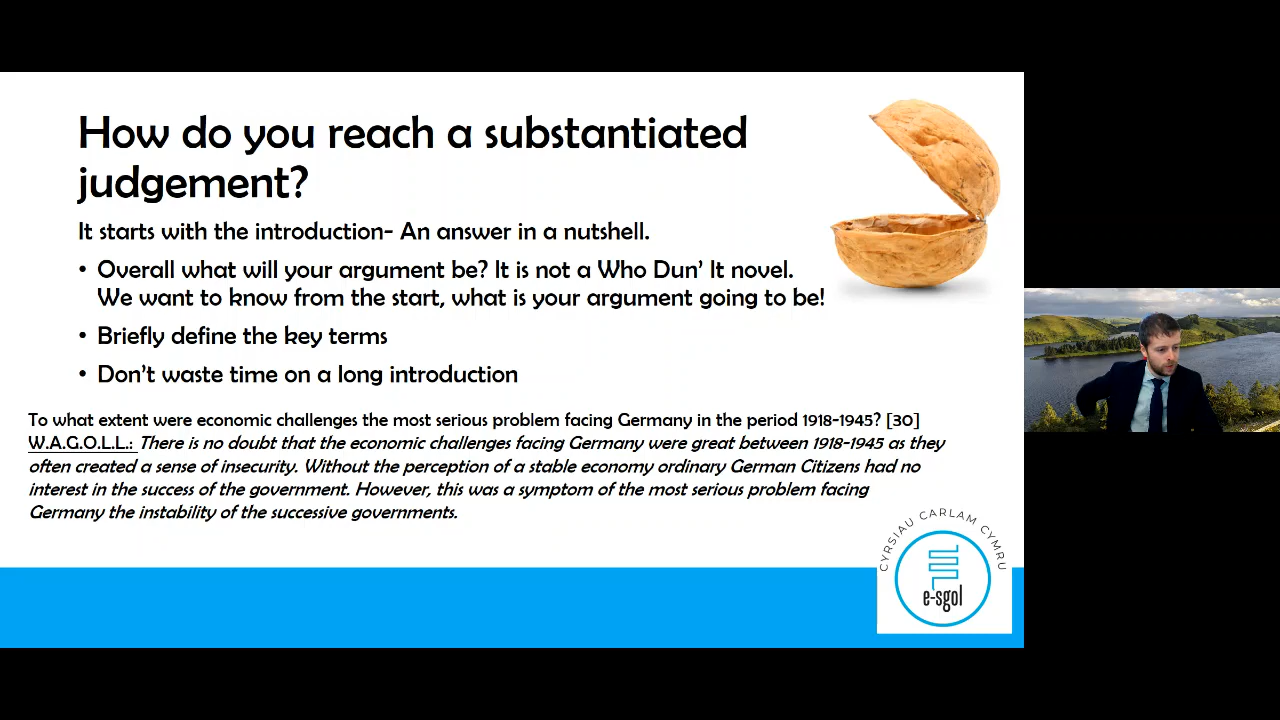 How do you reach a substantiated
judgement?
It starts with the introduction- An answer in a nutshell.
• Overall what will your argument be? It is not a Who Dun’ It novel.
We want to know from the start, what is your argument going to be!
• Briefly define the key terms
• Don’t waste time on a long introduction
To what extent were economic challenges the most serious problem facing Germany in the period 1918-1945? [30]
W.A.G.O.L.L.: There is no doubt that the economic challenges facing Germany were great between 1918-1945 as they
often created a sense of insecurity. Without the perception of a stable economy ordinary German Citizens had no
interest in the success of the government. However, this was a symptom of the most serious problem facing
Germany the instability of the successive governments.
CYRSIAU CARLAM CYMRU
e-sgol